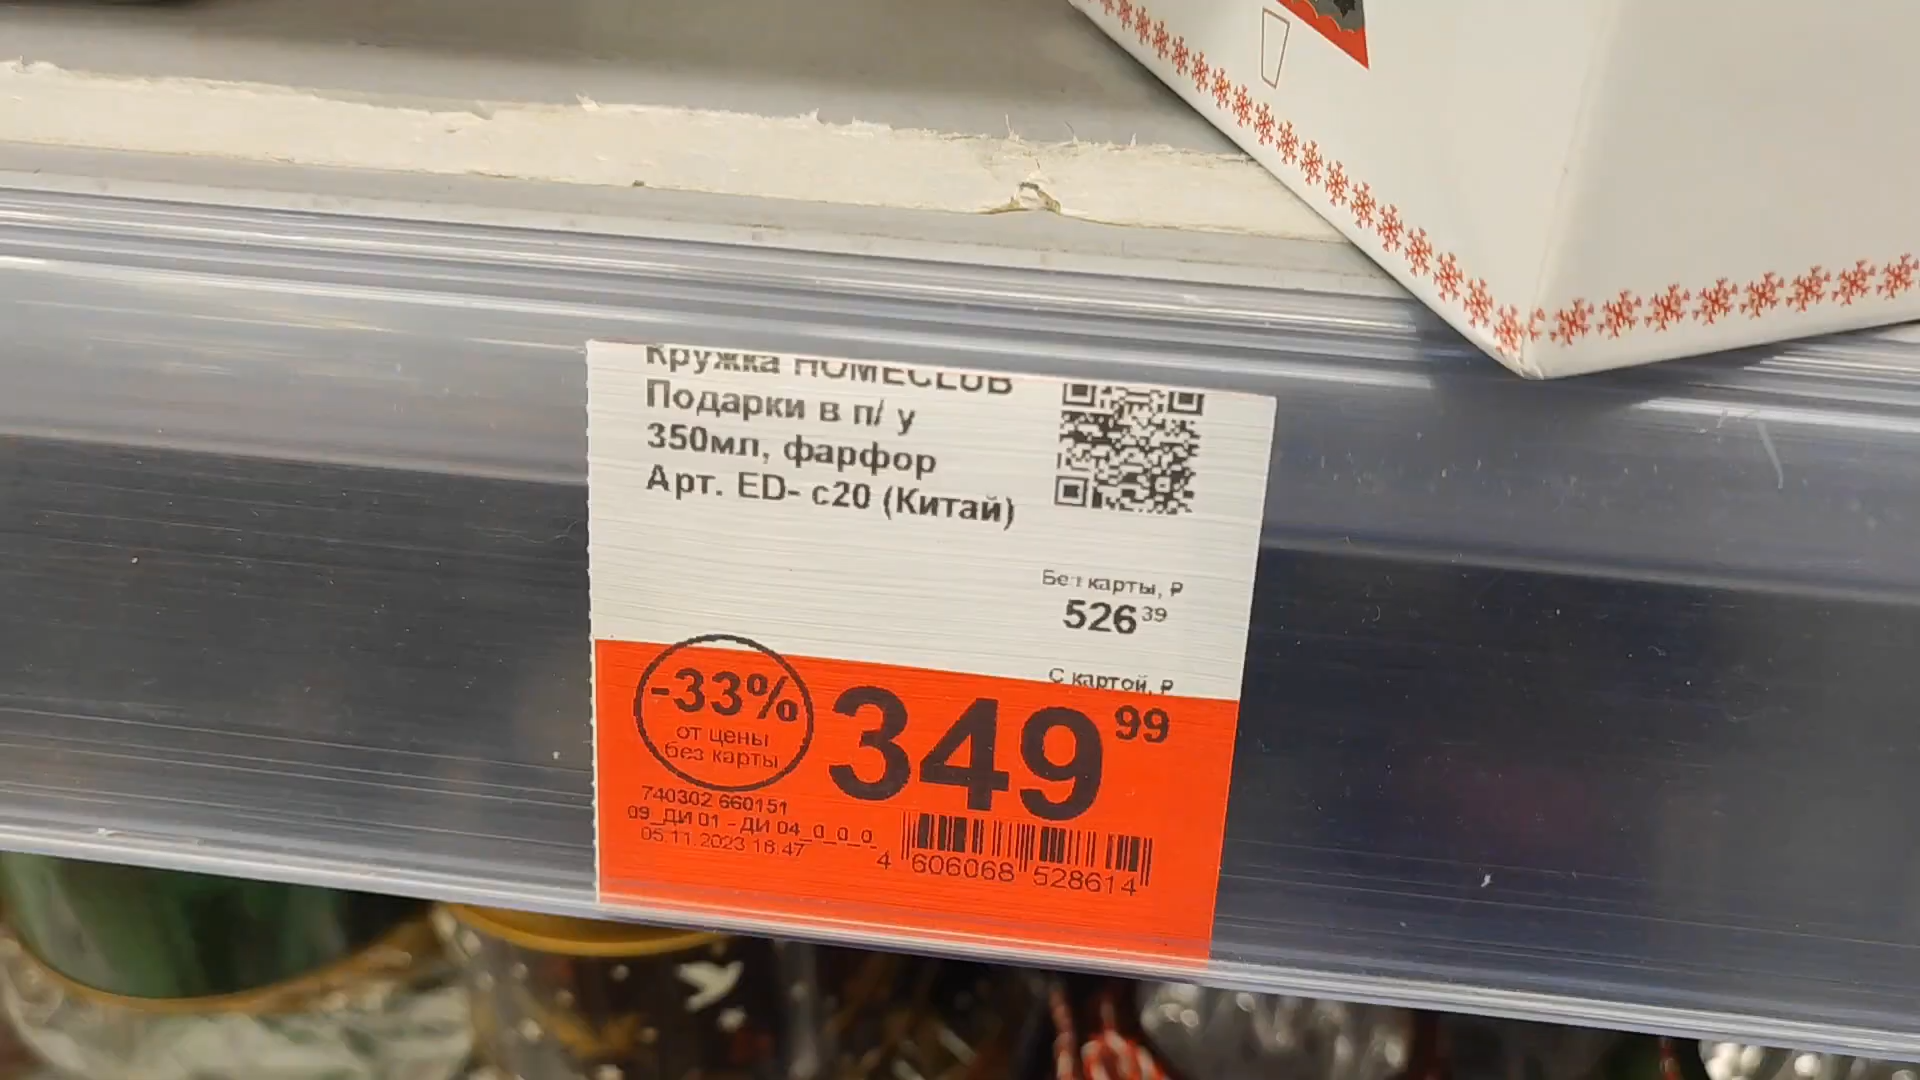 Кружка HOMECLUB
Подарки в п/ у
350мл, фарфор
Арт. ED- с20 (Китай)
Без карты, ₽
526 39
С картой, ₽
-33%
от цены
без карты
349 99
740302 660151
09_ДИ 01 - ДИ 04_0_0_0_
05.11.2023 16:47
4 606068 528614